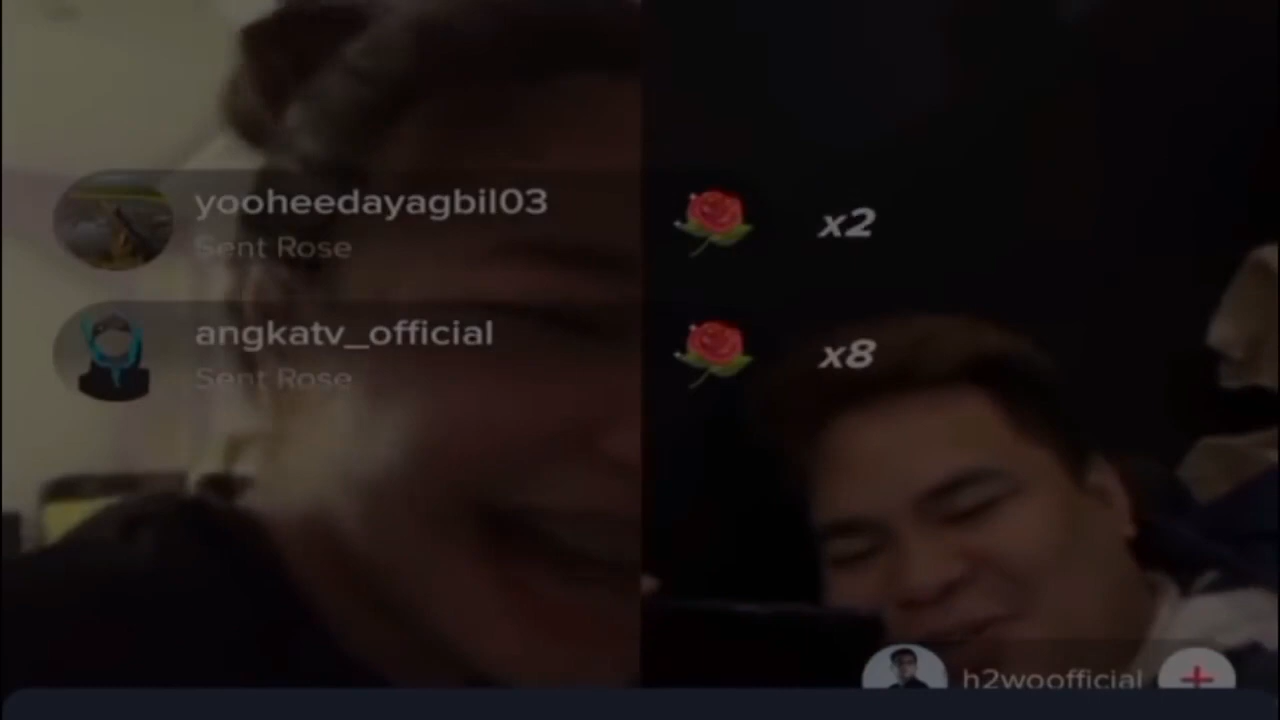 yooheedayagbil03
Sent Rose
x2
angkatv_official
Sent Rose
x8
h2woofficial